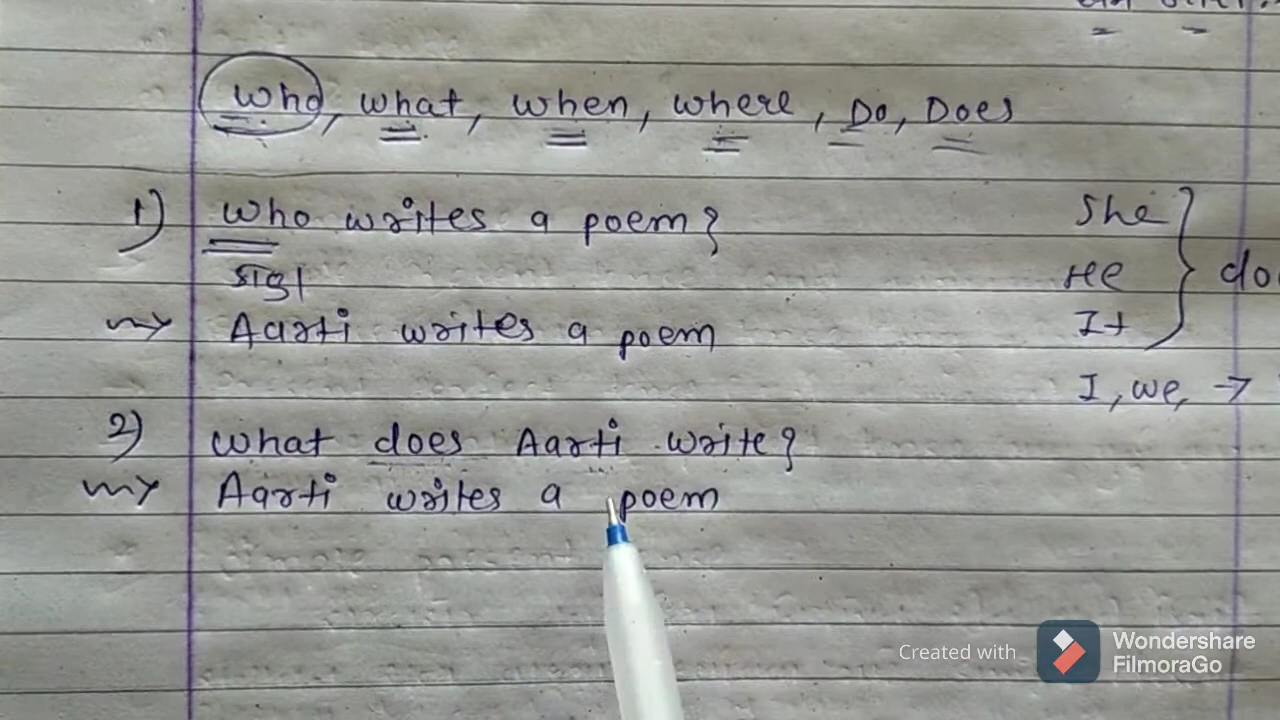 who, what, when, where, Do, Does
1) who writes a poem?
sigl
Aarti writes a poem
2) what does Aarti write?
Aarti writes a poem
She
He
It
I, we, →
Created with
Wondershare
FilmoraGo